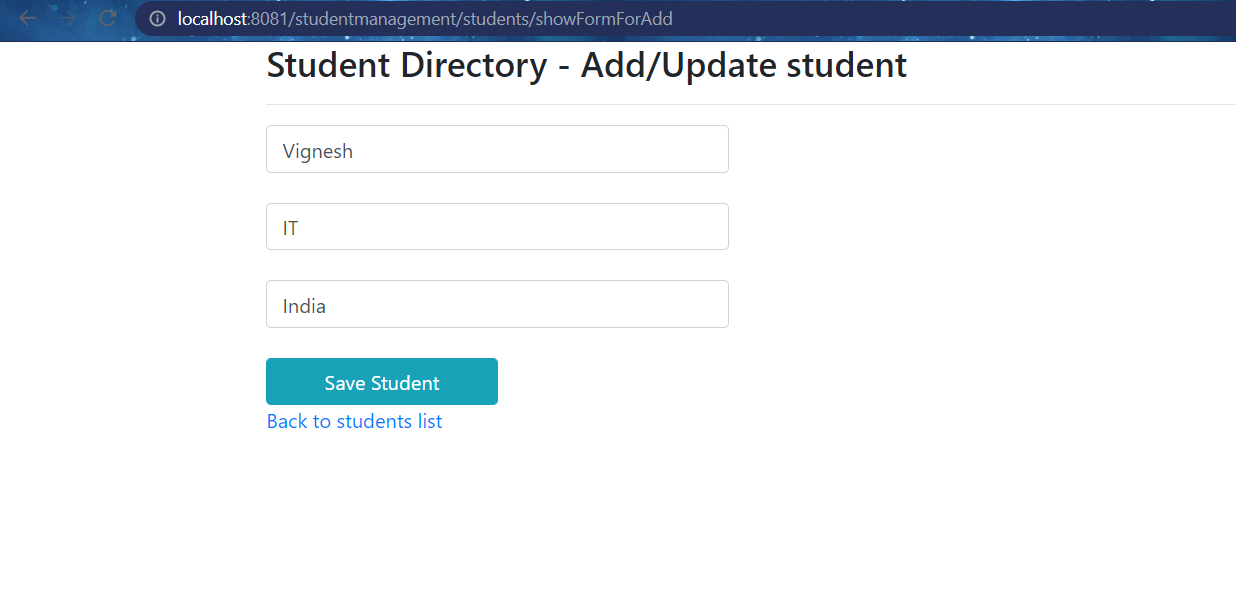 localhost:8081/studentmanagement/students/showFormForAdd
Student Directory - Add/Update student
Vignesh
IT
India
Save Student
Back to students list